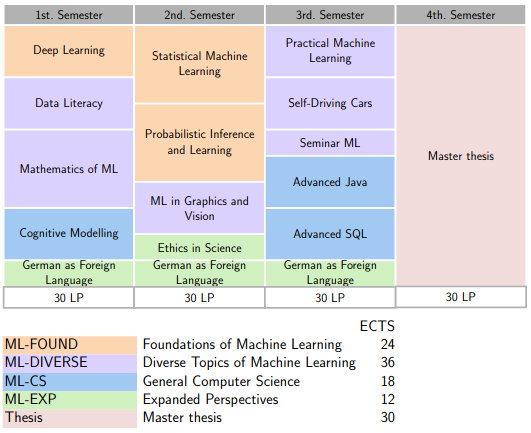 1st. Semester 2nd. Semester 3rd. Semester 4th. Semester
Deep Learning
Data Literacy
Mathematics of ML
Cognitive Modelling
German as Foreign
Language
30 LP
Statistical Machine
Learning
Probabilistic Inference
and Learning
ML in Graphics and
Vision
Ethics in Science
German as Foreign
Language
30 LP
Practical Machine
Learning
Self-Driving Cars
Seminar ML
Advanced Java
Advanced SQL
German as Foreign
Language
30 LP
Master thesis
30 LP
ECTS
ML-FOUND Foundations of Machine Learning 24
ML-DIVERSE Diverse Topics of Machine Learning 36
ML-CS General Computer Science 18
ML-EXP Expanded Perspectives 12
Thesis Master thesis 30